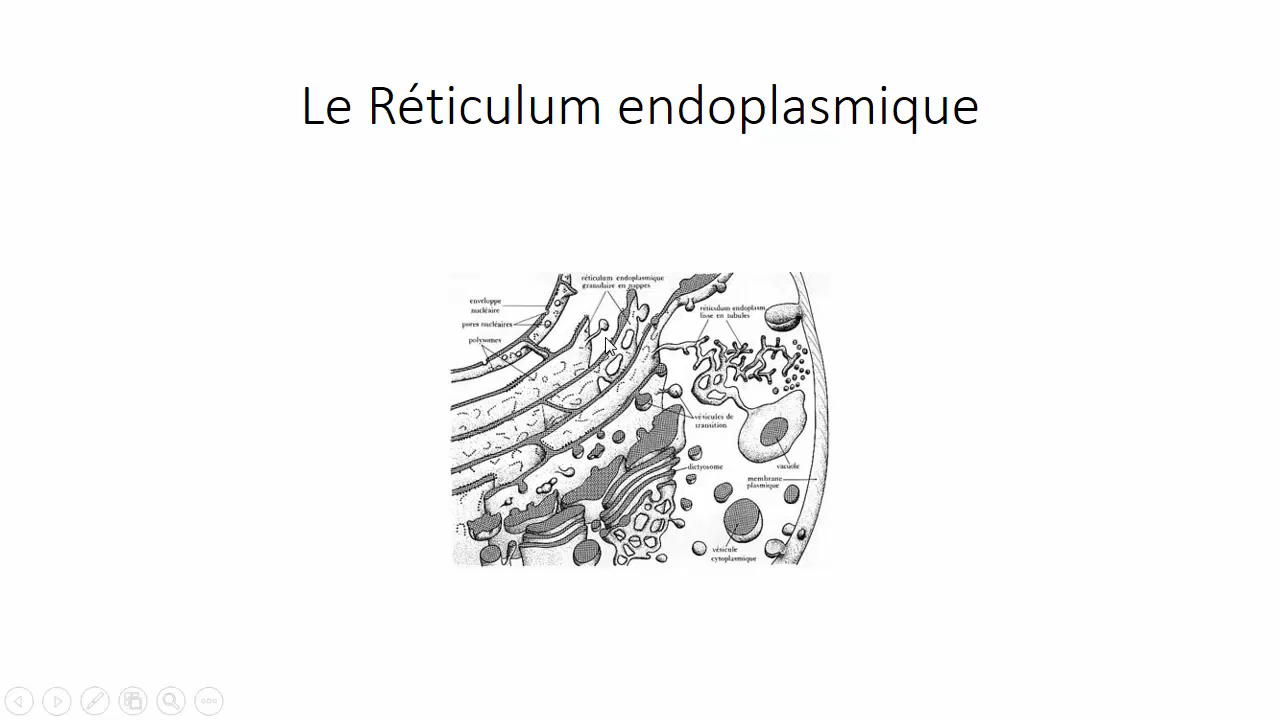 Le Réticulum endoplasmique
réticulum endoplasmique
granulaire en nappes
enveloppe
nucléaire
pores nucléaires
polysomes
réticulum endoplasm.
lisse en tubules
vésicules de
transition
dictyosome
vacuole
membrane
plasmique
vésicule
cytoplasmique